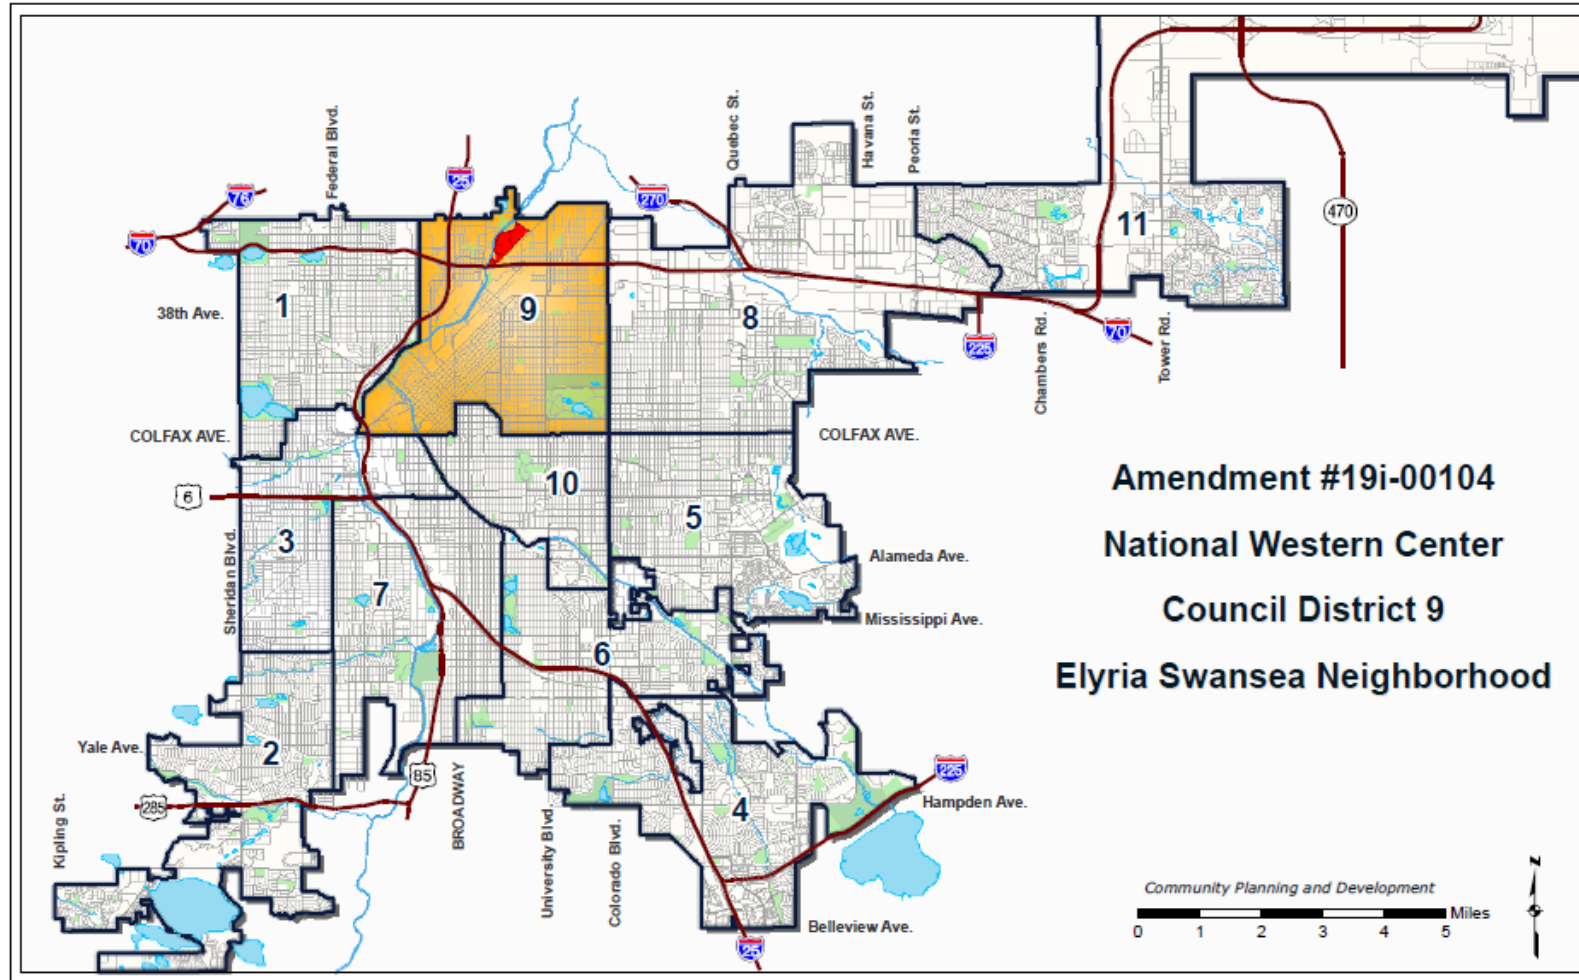 Federal Blvd.
Quebec St.
Havana St.
Peoria St.
76
25
270
70
470
11
1
9
8
38th Ave.
225
70
Chambers Rd.
Tower Rd.
COLFAX AVE.
COLFAX AVE.
6
10
5
3
Sheridan Blvd.
7
Alameda Ave.
Mississippi Ave.
6
Amendment #19i-00104
National Western Center
Council District 9
Elyria Swansea Neighborhood
Yale Ave.
2
85
285
Kipling St.
BROADWAY
University Blvd.
Colorado Blvd.
4
225
Hampden Ave.
Belleview Ave.
25
Community Planning and Development
Miles
0 1 2 3 4 5
N